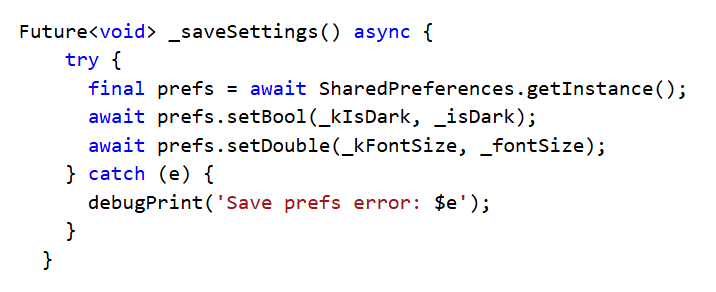 Future<void> _saveSettings() async {
    try {
      final prefs = await SharedPreferences.getInstance();
      await prefs.setBool(_kIsDark, _isDark);
      await prefs.setDouble(_kFontSize, _fontSize);
    } catch (e) {
      debugPrint('Save prefs error: $e');
    }
  }